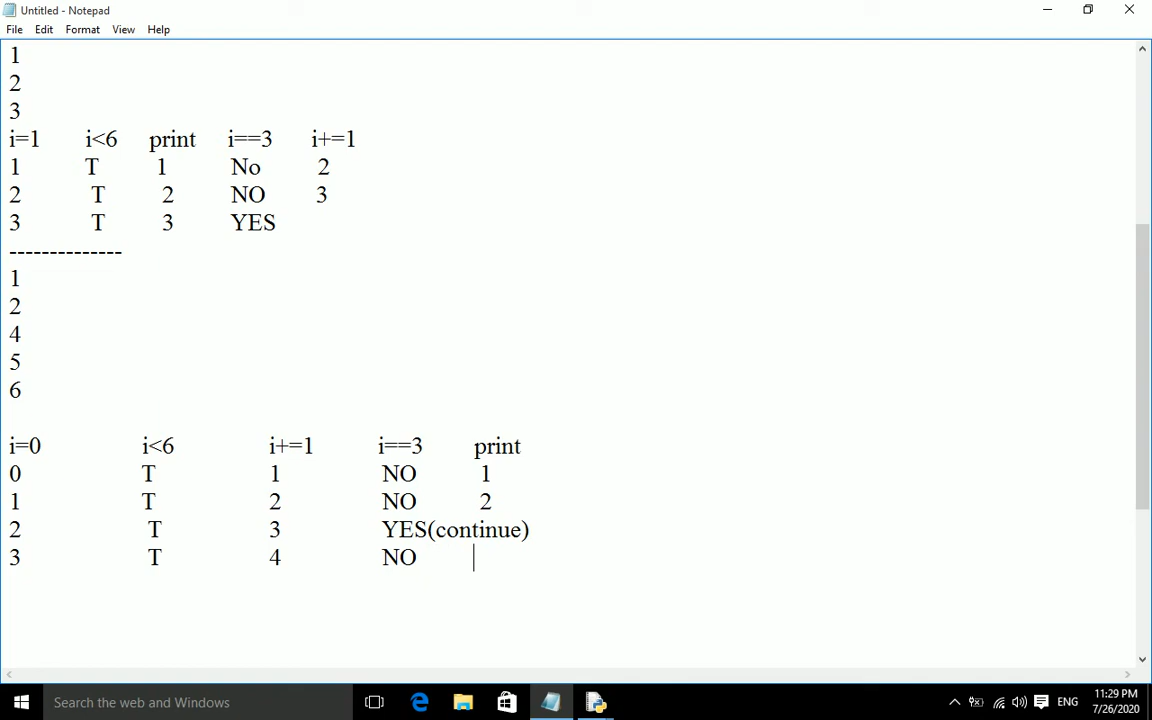 Untitled - Notepad
File Edit Format View Help
1
2
3
i=1 i<6 print i==3 i+=1
1 T 1 No 2
2 T 2 NO 3
3 T 3 YES
--------------
1
2
4
5
6
i=0 i<6 i+=1 i==3 print
0 T 1 NO 1
1 T 2 NO 2
2 T 3 YES(continue)
3 T 4 NO
Search the web and Windows
ENG
11:29 PM
7/26/2020